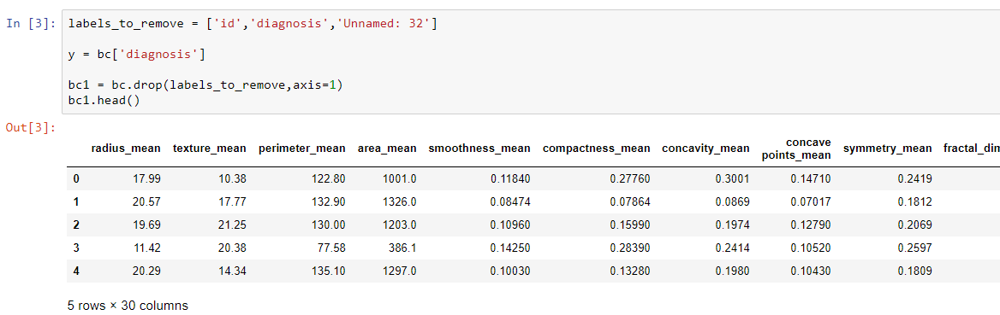 In [3]: labels_to_remove = ['id','diagnosis','Unnamed: 32']
y = bc['diagnosis']
bc1 = bc.drop(labels_to_remove,axis=1)
bc1.head()
Out[3]:
radius_mean texture_mean perimeter_mean area_mean smoothness_mean compactness_mean concavity_mean concave points_mean symmetry_mean fractal_dim
0 17.99 10.38 122.80 1001.0 0.11840 0.27760 0.3001 0.14710 0.2419
1 20.57 17.77 132.90 1326.0 0.08474 0.07864 0.0869 0.07017 0.1812
2 19.69 21.25 130.00 1203.0 0.10960 0.15990 0.1974 0.12790 0.2069
3 11.42 20.38 77.58 386.1 0.14250 0.28390 0.2414 0.10520 0.2597
4 20.29 14.34 135.10 1297.0 0.10030 0.13280 0.1980 0.10430 0.1809
5 rows × 30 columns